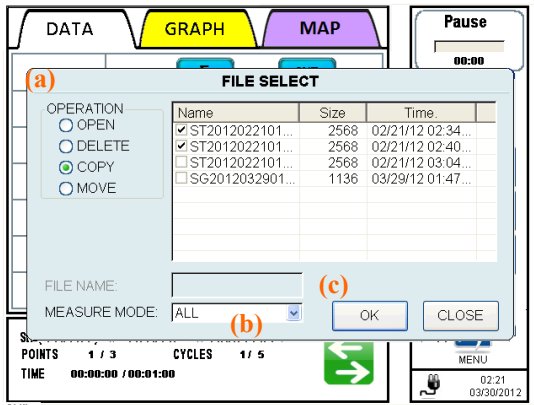 DATA GRAPH MAP Pause
00:00
(a) FILE SELECT
OPERATION
OPEN
DELETE
COPY
MOVE
Name Size Time.
ST2012022101... 2568 02/21/12 02:34...
ST2012022101... 2568 02/21/12 02:40...
ST2012022101... 2568 02/21/12 03:04...
SG2012032901... 1136 03/29/12 01:47...
FILE NAME: (c)
MEASURE MODE: ALL (b) OK CLOSE
POINTS 1 / 3 CYCLES 1 / 5
TIME 00:00:00 / 00:01:00
MENU
02:21
03/30/2012